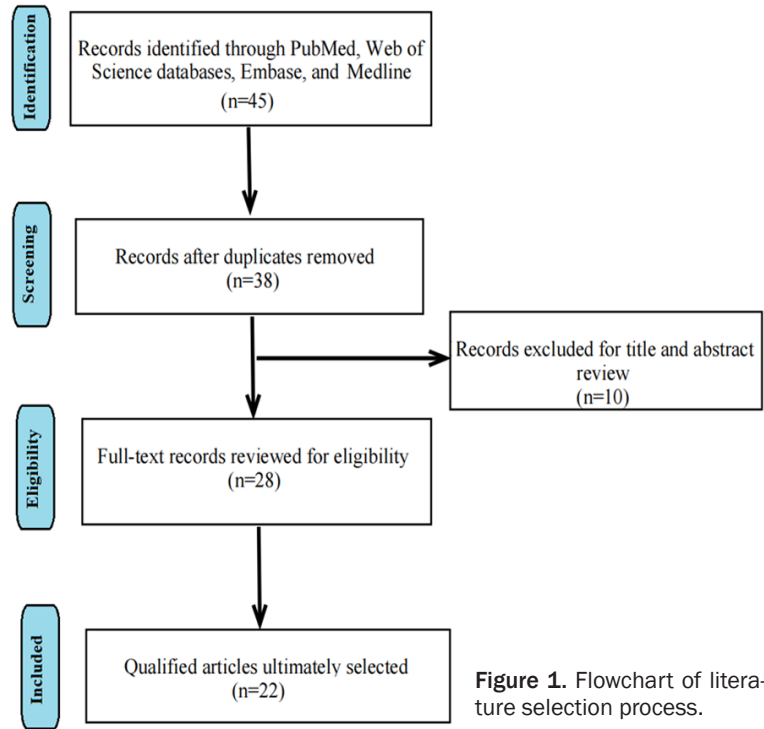 Identification
Records identified through PubMed, Web of
Science databases, Embase, and Medline
(n=45)
Screening
Records after duplicates removed
(n=38)
Records excluded for title and abstract
review
(n=10)
Eligibility
Full-text records reviewed for eligibility
(n=28)
Included
Qualified articles ultimately selected
(n=22)
Figure 1. Flowchart of litera-
ture selection process.